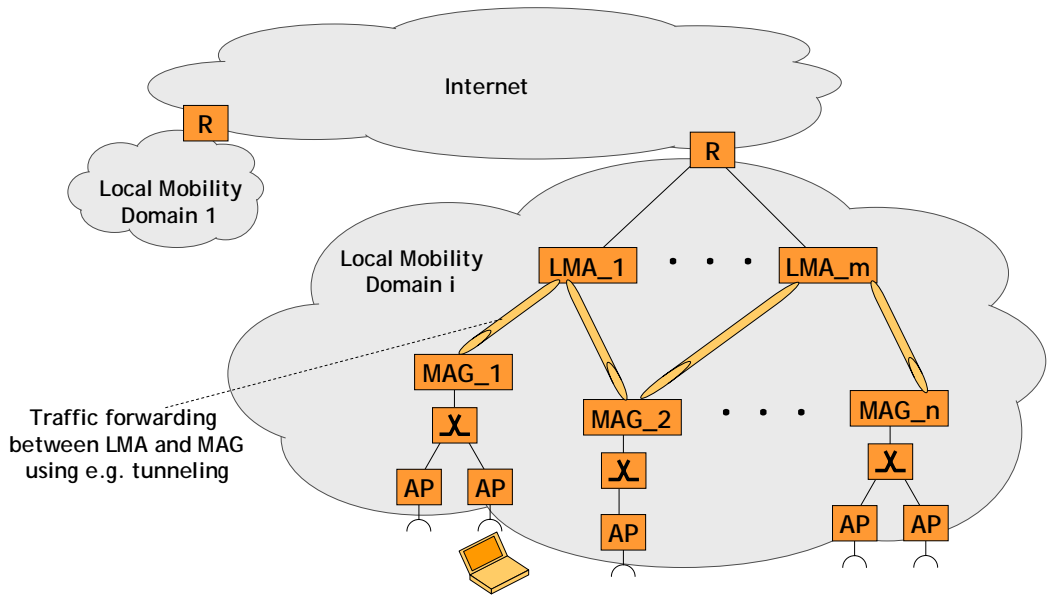 Internet
R
R
Local Mobility
Domain 1
Local Mobility
Domain i
LMA_1
LMA_m
MAG_1
MAG_2
MAG_n
Traffic forwarding
between LMA and MAG
using e.g. tunneling
AP
AP
AP
AP
AP